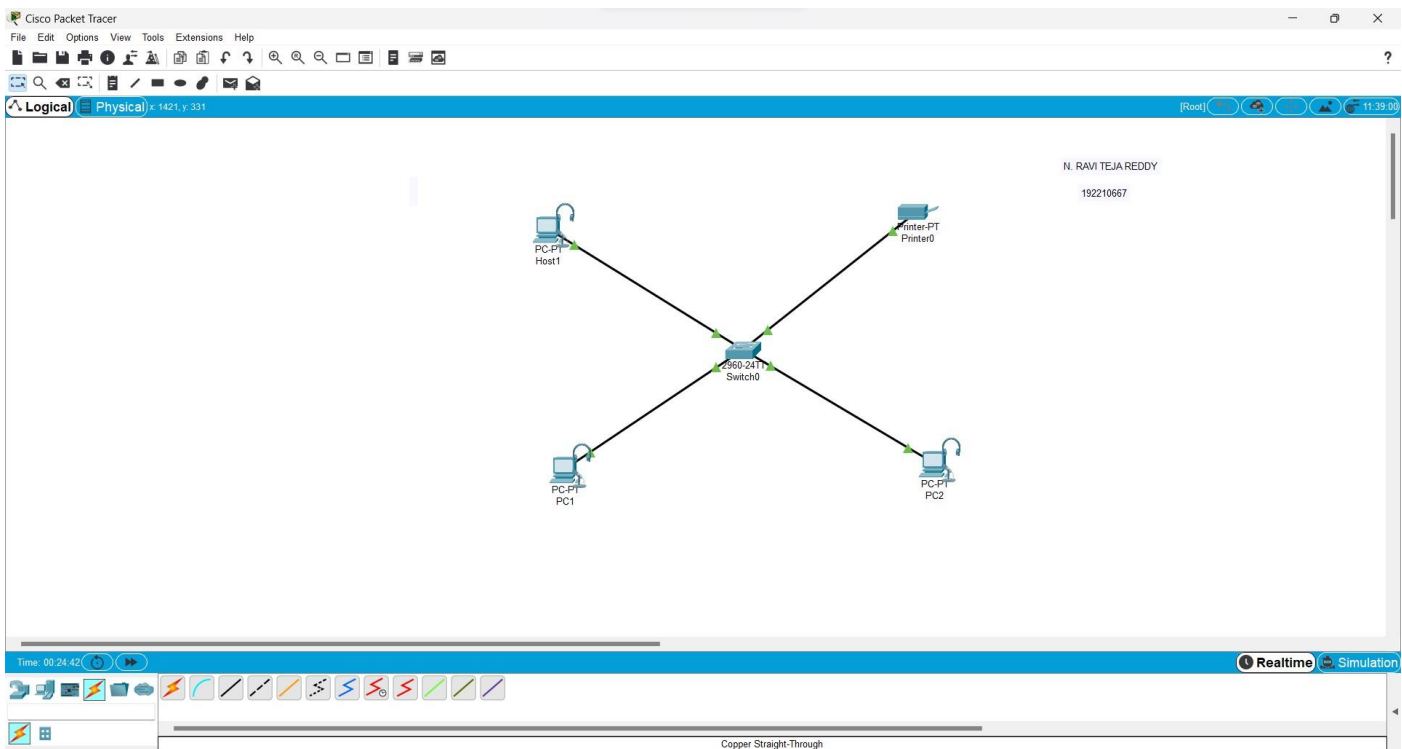 Cisco Packet Tracer
File Edit Options View Tools Extensions Help
?
Logical Physical x: 1421, y: 331 [Root] 11:39:00
N. RAVI TEJA REDDY
192210667
Printer-PT
Printer0
PC-PT
Host1
2960-24TT
Switch0
PC-PT
PC1
PC-PT
PC2
Time: 00:24:42 Realtime Simulation
Copper Straight-Through